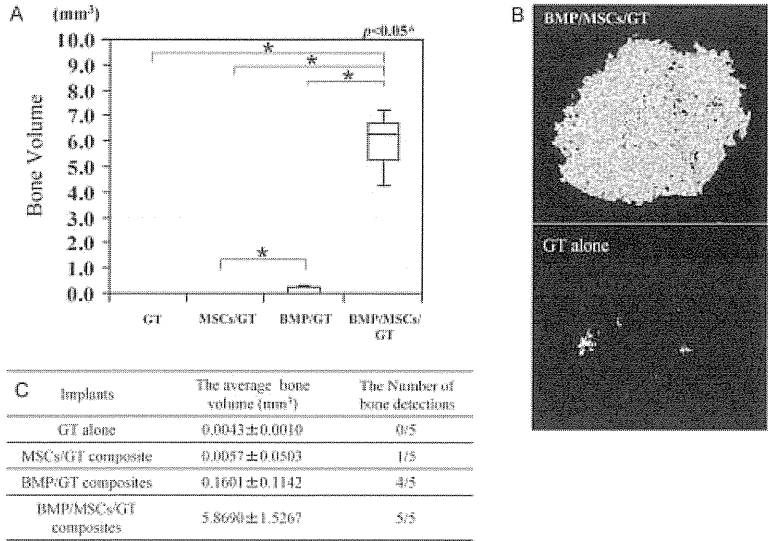 A
(mm³)
p<0.05*
10.0
9.0
8.0
7.0
6.0
5.0
4.0
3.0
2.0
1.0
0.0
Bone Volume
*
*
*
*
GT
MSCs/GT
BMP/GT
BMP/MSCs/
GT
B
BMP/MSCs/GT
GT alone
C
Implants
The average bone
volume (mm³)
The Number of
bone detections
GT alone
0.0043±0.0010
0/5
MSCs/GT composite
0.0057±0.0503
1/5
BMP/GT composites
0.1601±0.1142
4/5
BMP/MSCs/GT
composites
5.8690±1.5267
5/5